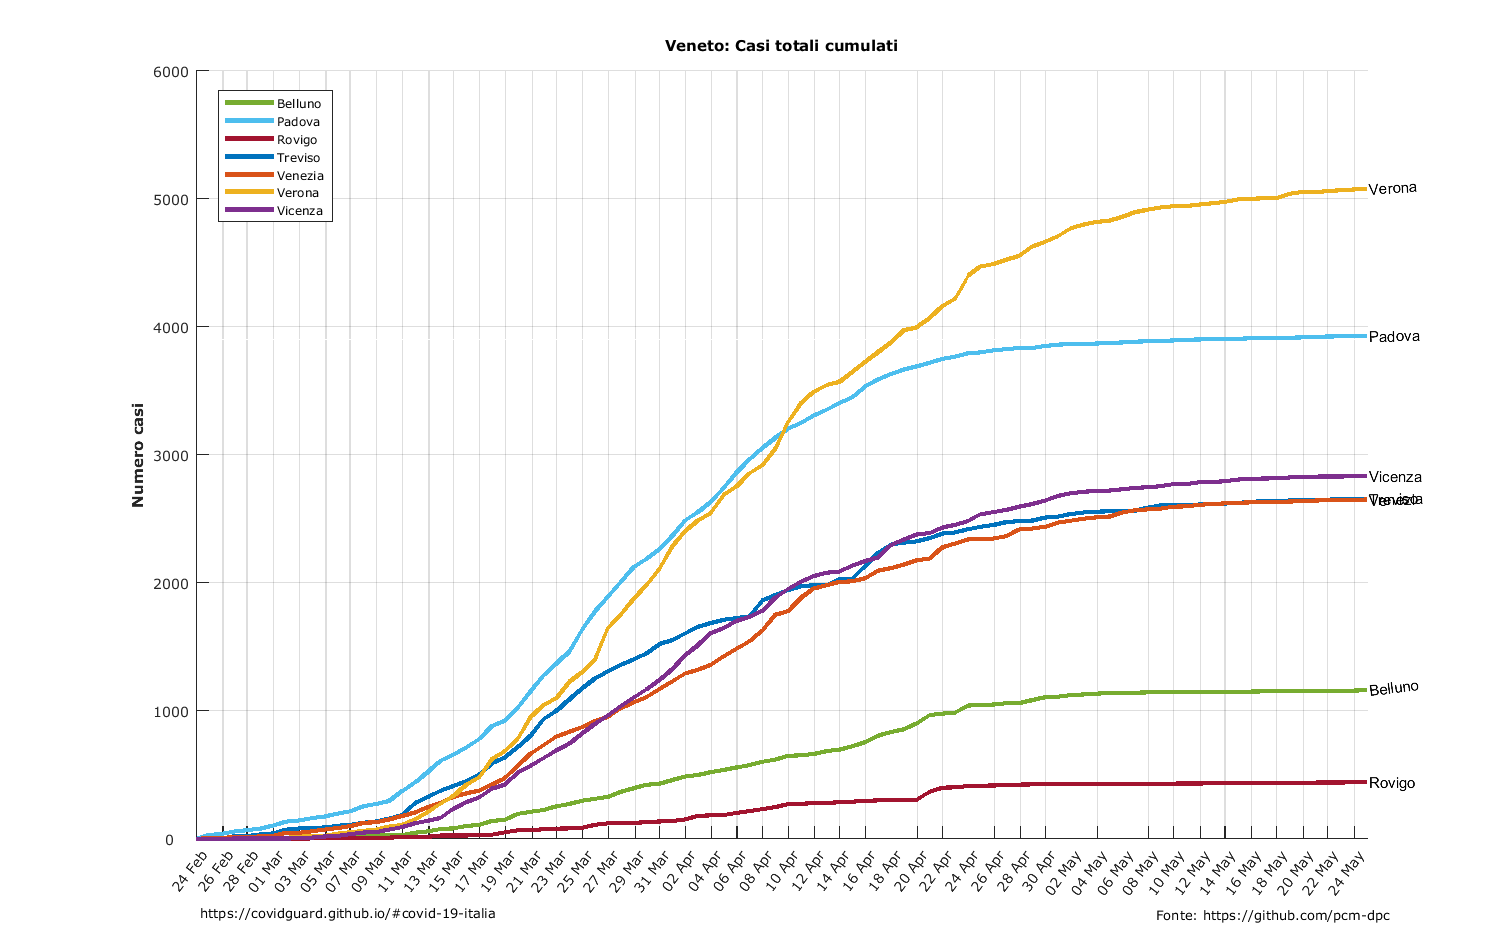 Veneto: Casi totali cumulati
6000
5000
4000
3000
2000
1000
0
Numero casi
Belluno
Padova
Rovigo
Treviso
Venezia
Verona
Vicenza
Verona
Padova
Vicenza
Treviso
Venezia
Belluno
Rovigo
24 Feb
26 Feb
28 Feb
01 Mar
03 Mar
05 Mar
07 Mar
09 Mar
11 Mar
13 Mar
15 Mar
17 Mar
19 Mar
21 Mar
23 Mar
25 Mar
27 Mar
29 Mar
31 Mar
02 Apr
04 Apr
06 Apr
08 Apr
10 Apr
12 Apr
14 Apr
16 Apr
18 Apr
20 Apr
22 Apr
24 Apr
26 Apr
28 Apr
30 Apr
02 May
04 May
06 May
08 May
10 May
12 May
14 May
16 May
18 May
20 May
22 May
24 May
https://covidguard.github.io/#covid-19-italia
Fonte: https://github.com/pcm-dpc